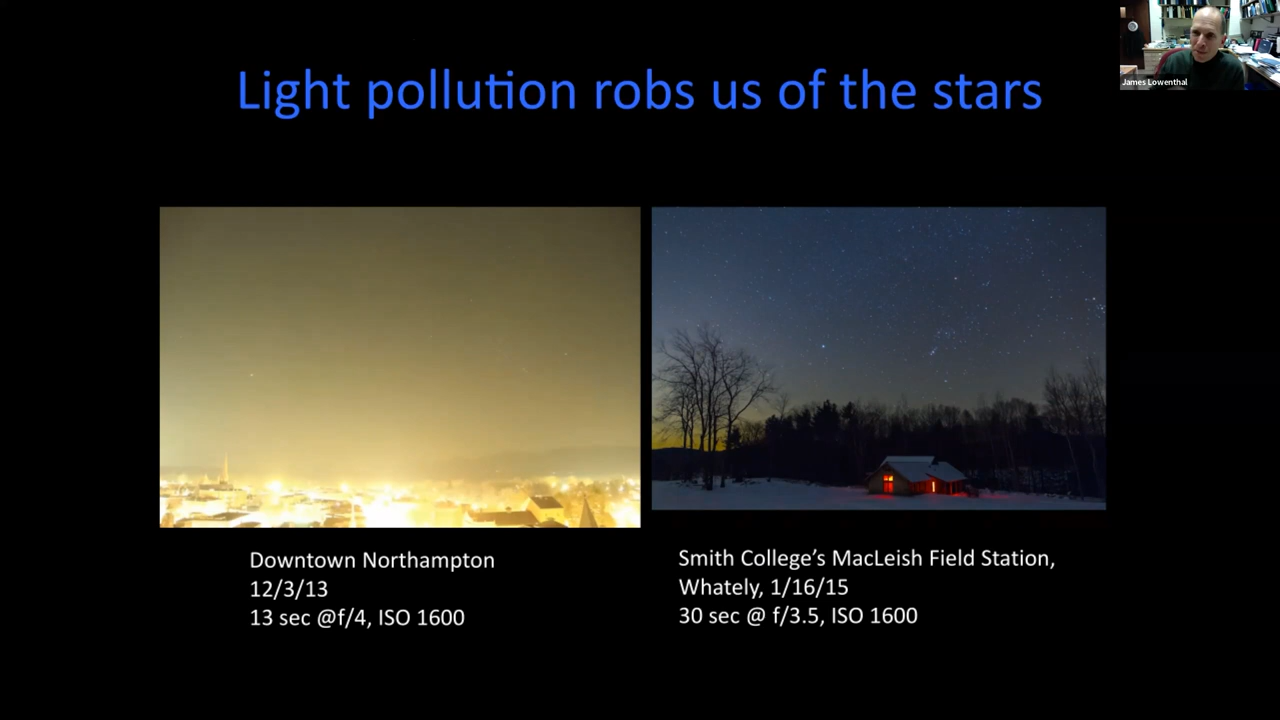 Light pollution robs us of the stars
James Lowenthal
Downtown Northampton
12/3/13
13 sec @f/4, ISO 1600
Smith College’s MacLeish Field Station,
Whately, 1/16/15
30 sec @ f/3.5, ISO 1600